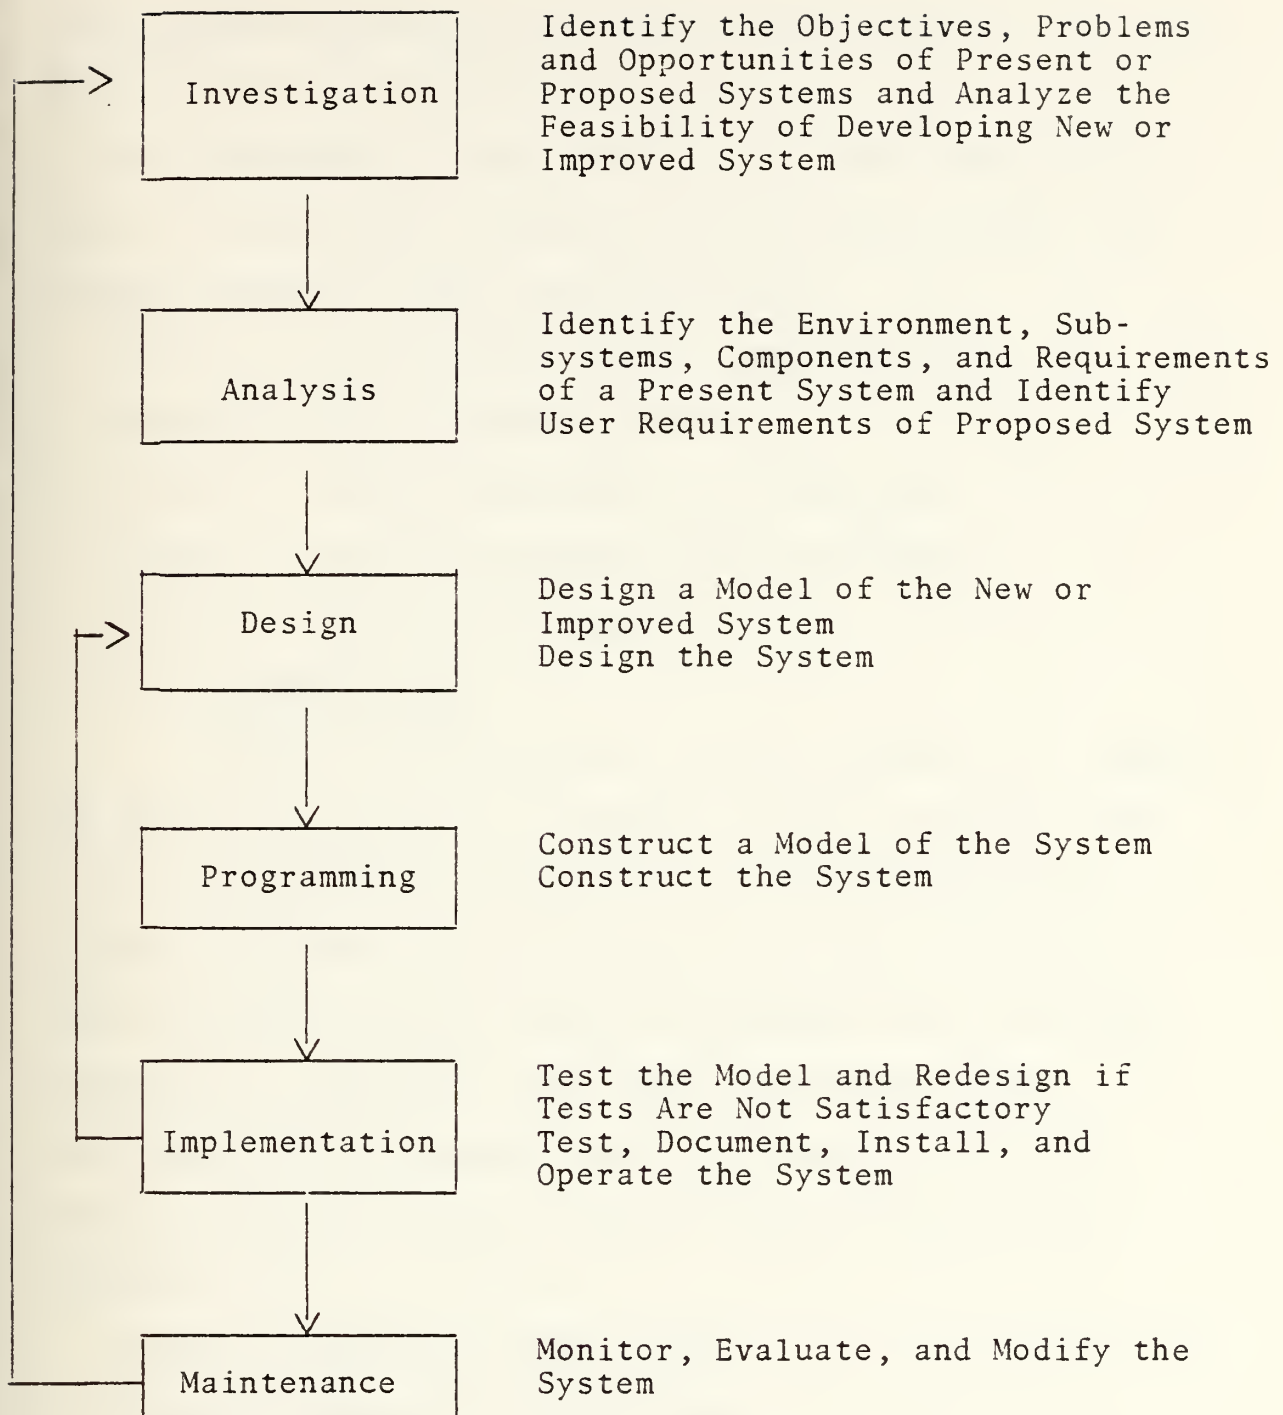 Investigation
Identify the Objectives, Problems
and Opportunities of Present or
Proposed Systems and Analyze the
Feasibility of Developing New or
Improved System
Analysis
Identify the Environment, Sub-
systems, Components, and Requirements
of a Present System and Identify
User Requirements of Proposed System
Design
Design a Model of the New or
Improved System
Design the System
Programming
Construct a Model of the System
Construct the System
Implementation
Test the Model and Redesign if
Tests Are Not Satisfactory
Test, Document, Install, and
Operate the System
Maintenance
Monitor, Evaluate, and Modify the
System